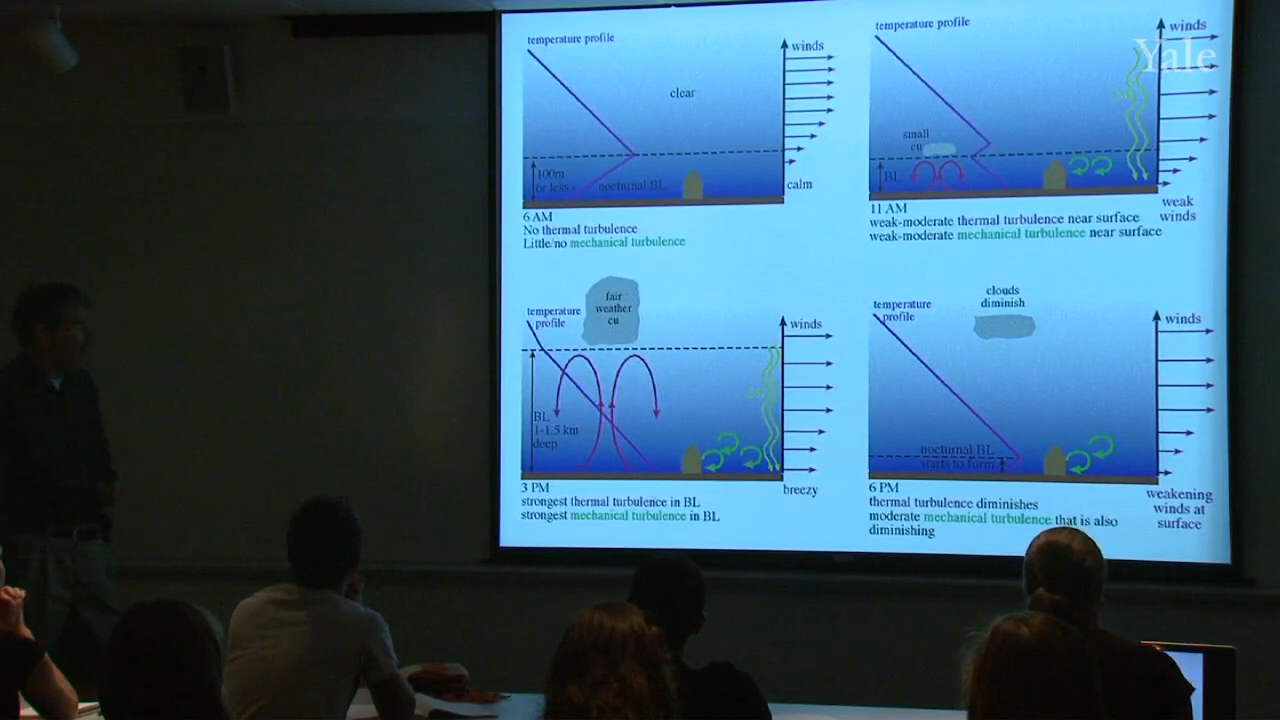 temperature profile
winds
clear
100m
or less
nocturnal BL
calm
6 AM
No thermal turbulence
Little/no mechanical turbulence
temperature profile
winds
Yale
small
cu
BL
11 AM
weak
winds
weak-moderate thermal turbulence near surface
weak-moderate mechanical turbulence near surface
fair
weather
cu
temperature
profile
winds
BL
1-1.5 km
deep
3 PM
breezy
strongest thermal turbulence in BL
strongest mechanical turbulence in BL
clouds
diminish
temperature
profile
winds
nocturnal BL
starts to form
6 PM
weakening
winds at
surface
thermal turbulence diminishes
moderate mechanical turbulence that is also
diminishing